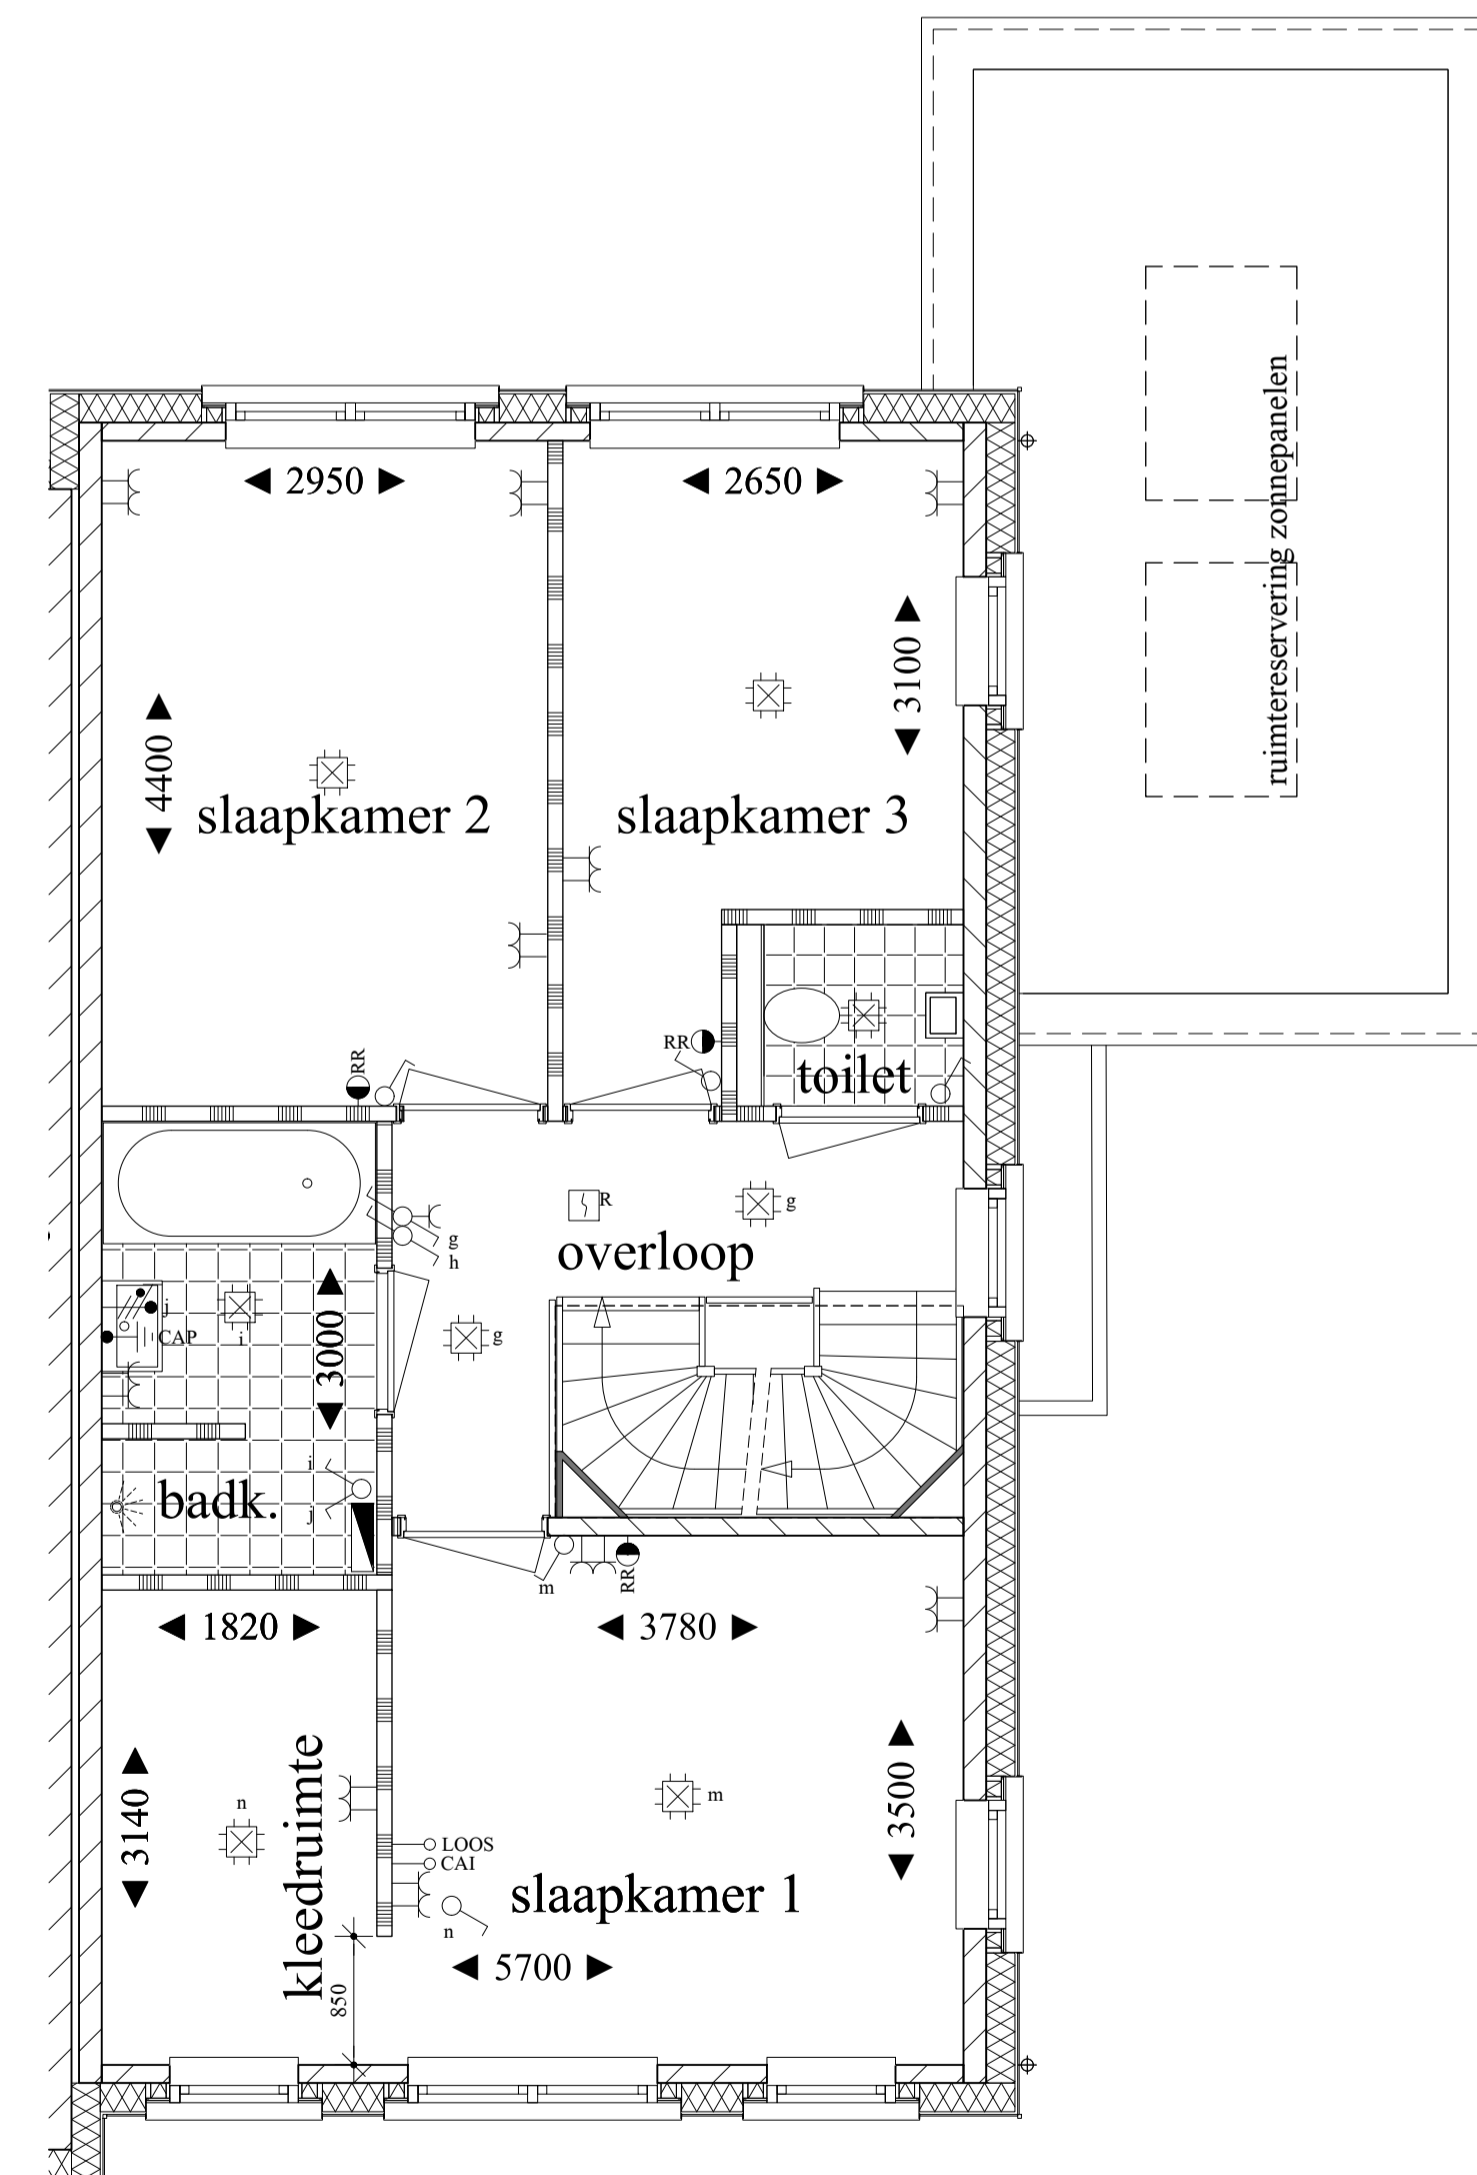 2950
2650
ruimtereservering zonnepanelen
3100
4400
slaapkamer 2
slaapkamer 3
RR
RR
toilet
R
g
g
h
overloop
j
i
CAP
3000
g
i
j
badk.
m
RR
1820
3780
kleedruimte
3140
n
m
3500
LOOS
CAI
slaapkamer 1
n
5700
850